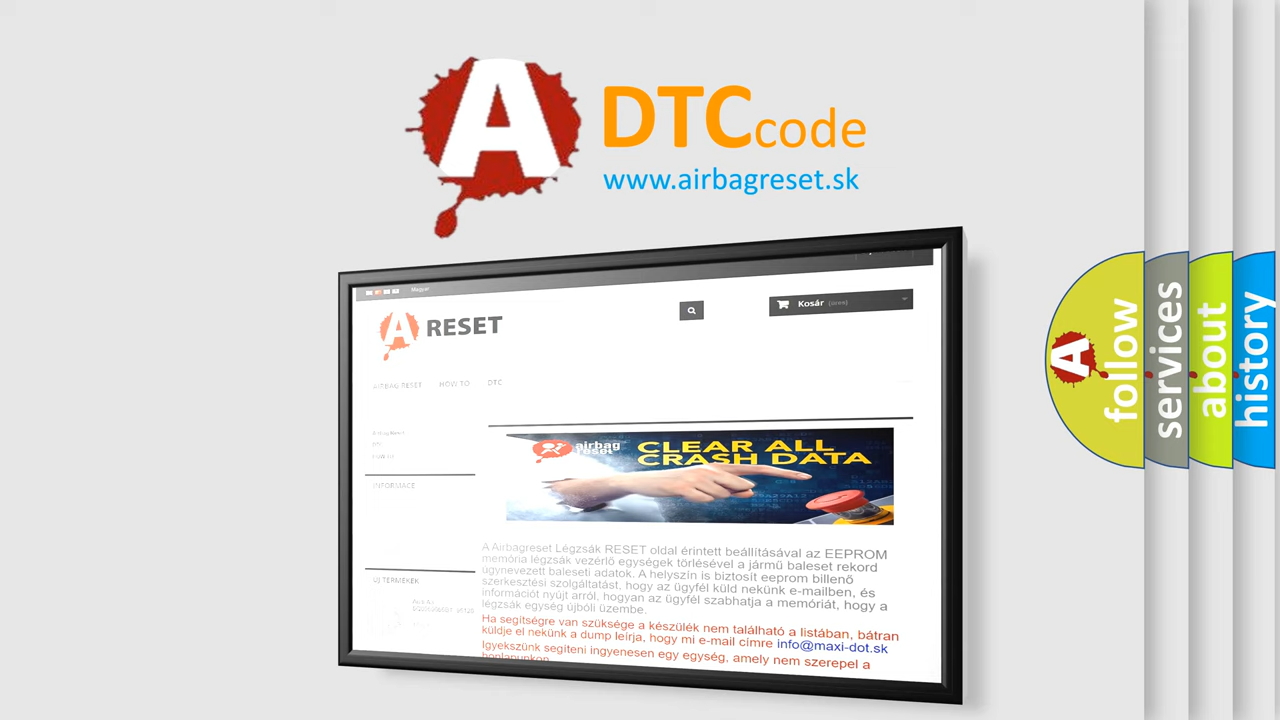 A
DTC code
www.airbagreset.sk
Magyar
A RESET
Kosár (üres)
AIRBAG RESET HOW TO DTC
INFORMACE
ÚJ TERMÉKEK
airbag
reset
CLEAR ALL
CRASH DATA
A Airbagreset Légzsák RESET oldal érintett beállításával az EEPROM
memória légzsák vezérlő egységek törlésével a jármű baleset rekord
úgynevezett baleseti adatok. A helyszín is biztosít eeprom billenő
szerkesztési szolgáltatást, hogy az ügyfél küld nekünk e-mailben, és
információt nyújt arról, hogyan az ügyfél szabhatja a memóriát, hogy a
légzsák egység újbóli üzembe.
Ha segítségre van szüksége a készülék nem található a listában, bátran
küldje el nekünk a dump leírja, hogy mi e-mail címre info@maxi-dot.sk
Igyekszünk segíteni ingyenesen egy egység, amely nem szerepel a
honlapunkon
A
follow
services
about
history